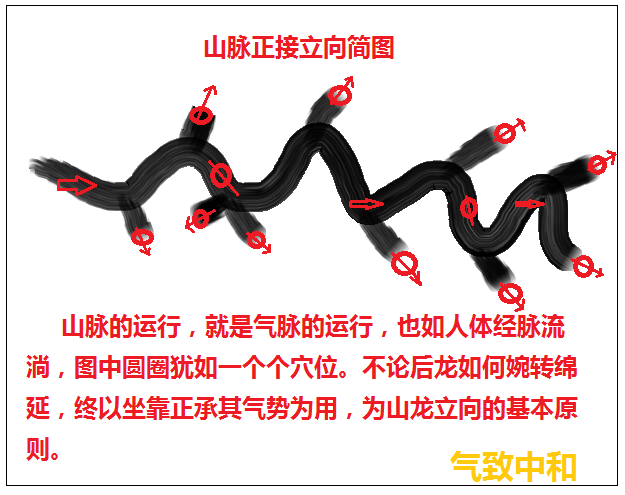 山脉正接立向简图
山脉的运行，就是气脉的运行，也如人体经脉流
淌，图中圆圈犹如一个个穴位。不论后龙如何婉转绵
延，终以坐靠正承其气势为用，为山龙立向的基本原
则。
气致中和